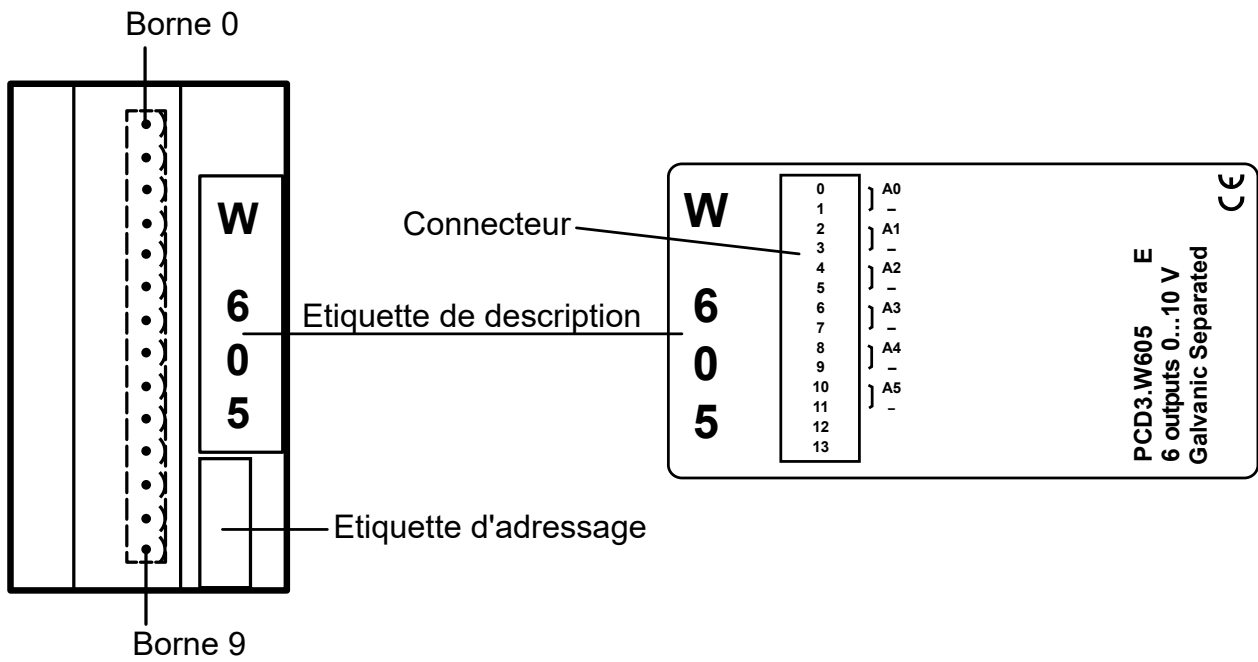 Borne 0
W
6
0
5
Borne 9
Connecteur
Etiquette de description
Etiquette d'adressage
W
6
0
5
0
1
2
3
4
5
6
7
8
9
10
11
12
13
A0
–
A1
–
A2
–
A3
–
A4
–
A5
–
PCD3.W605 E
6 outputs 0...10 V
Galvanic Separated
CE